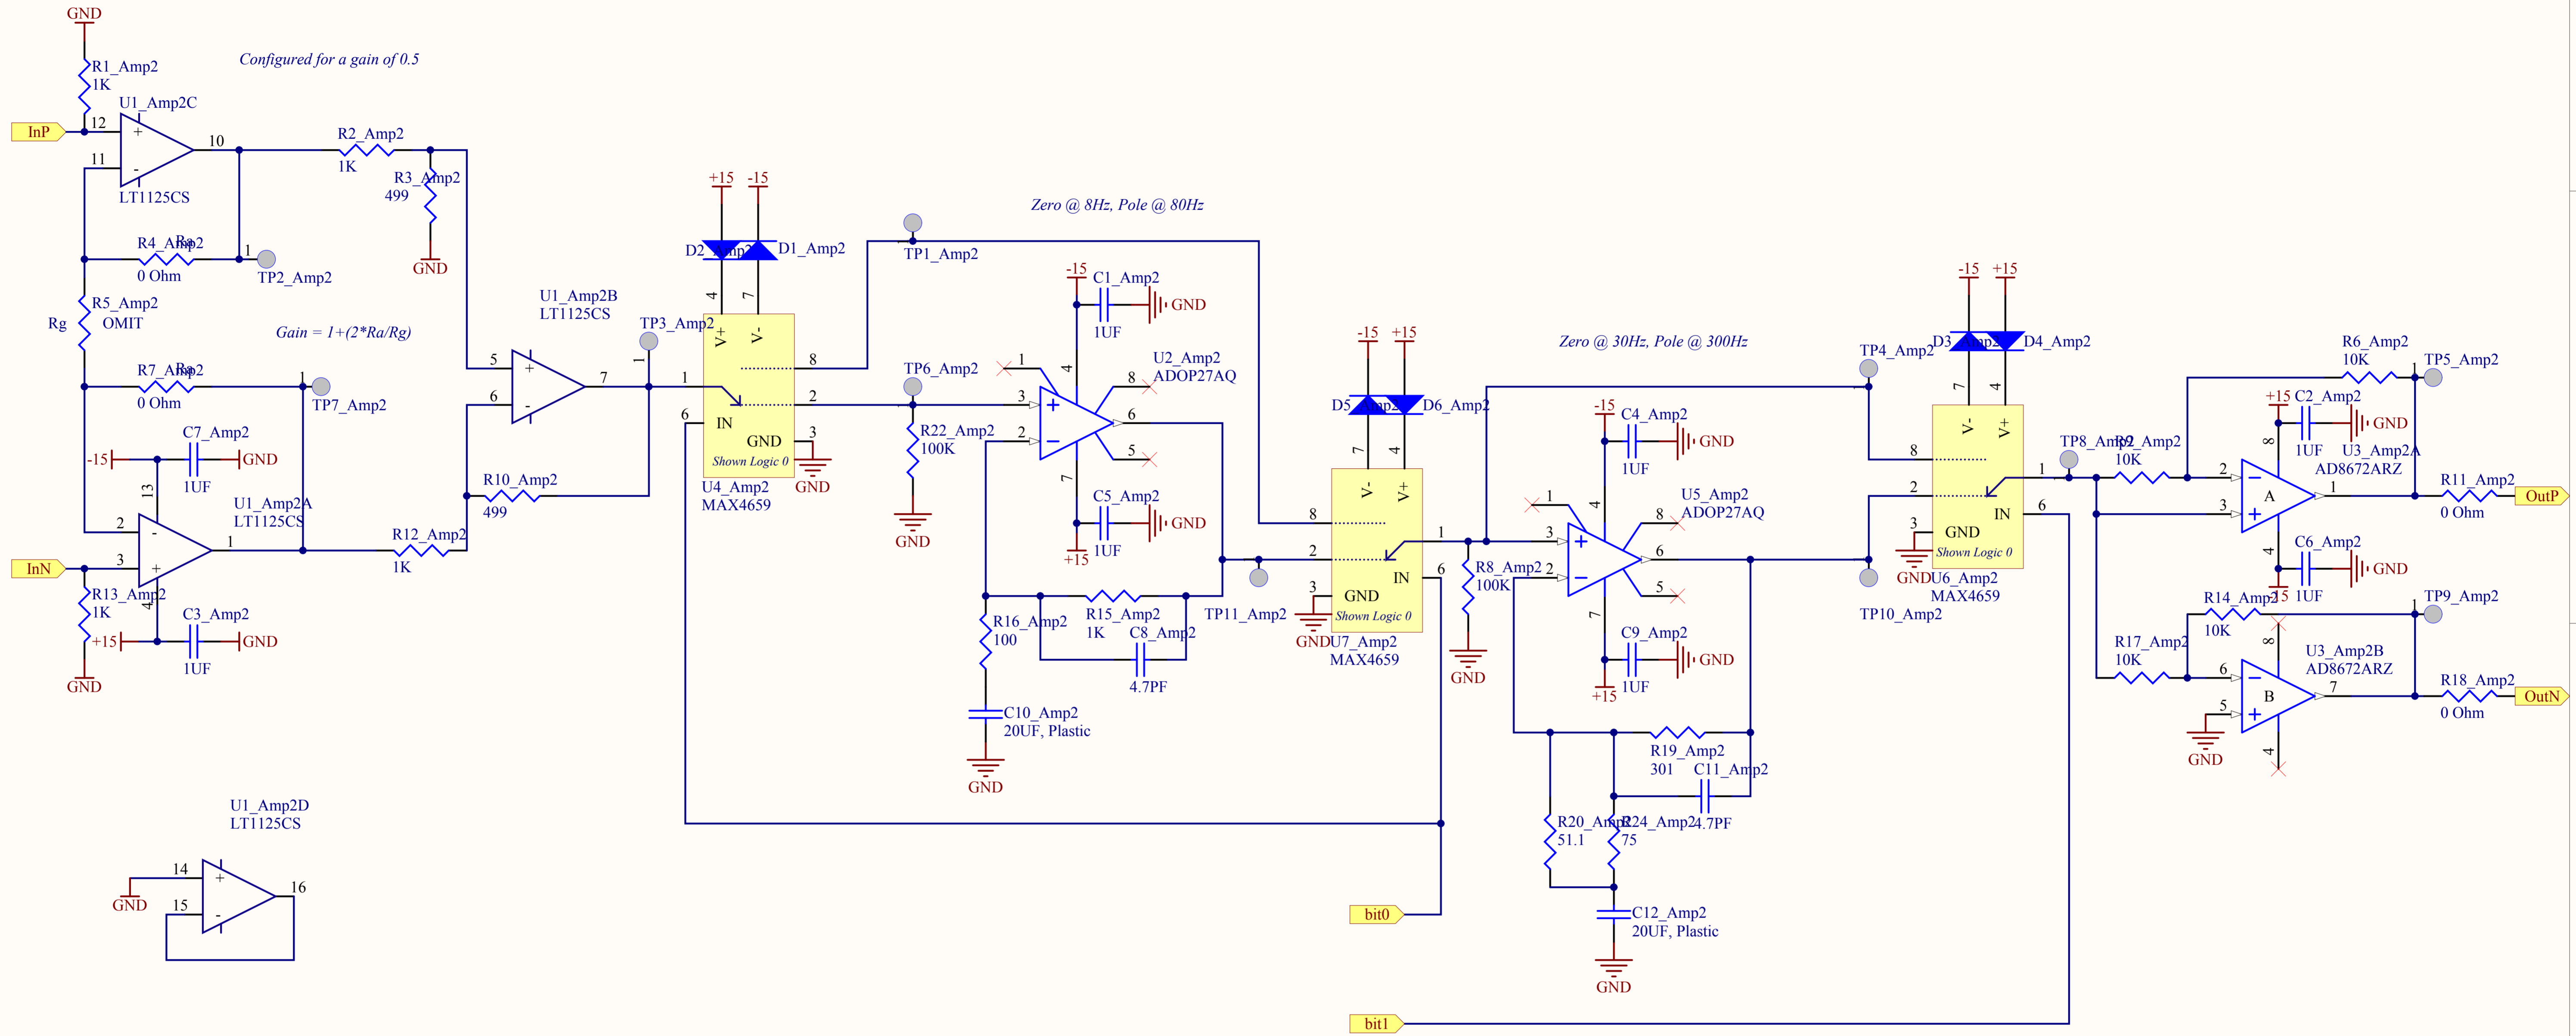 GND
R1_Amp2
1K
Configured for a gain of 0.5
U1_Amp2C
InP
12
11
+
-
10
LT1125CS
R2_Amp2
1K
R3_Amp2
499
GND
R4_Amp2
Ra
0 Ohm
1
TP2_Amp2
R5_Amp2
Rg
OMIT
Gain = 1+(2*Ra/Rg)
R7_Amp2
Ra
0 Ohm
1
TP7_Amp2
C7_Amp2
-15
GND
1UF
13
U1_Amp2A
LT1125CS
2
-
1
InN
3
+
R13_Amp2
1K
4
C3_Amp2
+15
GND
1UF
GND
R12_Amp2
1K
R10_Amp2
499
U1_Amp2B
LT1125CS
5
+
6
-
7
TP3_Amp2
1
U1_Amp2D
LT1125CS
14
+
15
-
16
GND
+15
-15
D2_Amp2
D1_Amp2
4
7
V+
V-
1
8
2
6
IN
GND
3
Shown Logic 0
U4_Amp2
MAX4659
GND
TP1_Amp2
Zero @ 8Hz, Pole @ 80Hz
TP6_Amp2
R22_Amp2
100K
GND
-15
C1_Amp2
GND
1UF
1
4
U2_Amp2
ADOP27AQ
8
3
2
6
5
7
C5_Amp2
GND
1UF
+15
R16_Amp2
100
R15_Amp2
1K
C8_Amp2
4.7PF
C10_Amp2
20UF, Plastic
GND
TP11_Amp2
-15
+15
D5_Amp2
D6_Amp2
7
4
V-
V+
8
1
2
IN
6
3
GND
Shown Logic 0
GND
U7_Amp2
MAX4659
R8_Amp2
100K
GND
Zero @ 30Hz, Pole @ 300Hz
-15
C4_Amp2
GND
1UF
1
4
U5_Amp2
ADOP27AQ
8
3
2
6
5
7
C9_Amp2
GND
+15
1UF
R19_Amp2
301
C11_Amp2
4.7PF
R20_Amp2
51.1
R24_Amp2
75
C12_Amp2
20UF, Plastic
GND
bit0
bit1
TP4_Amp2
TP10_Amp2
-15
+15
D3_Amp2
D4_Amp2
7
4
V-
V+
8
2
1
IN
6
3
GND
Shown Logic 0
GND
U6_Amp2
MAX4659
TP8_Amp2
R9_Amp2
10K
R6_Amp2
10K
1
TP5_Amp2
+15
C2_Amp2
GND
8
1UF
U3_Amp2A
AD8672ARZ
2
A
3
1
R11_Amp2
0 Ohm
OutP
4
C6_Amp2
GND
-15
1UF
R14_Amp2
10K
1
TP9_Amp2
8
R17_Amp2
10K
U3_Amp2B
AD8672ARZ
6
B
5
7
4
GND
R18_Amp2
0 Ohm
OutN